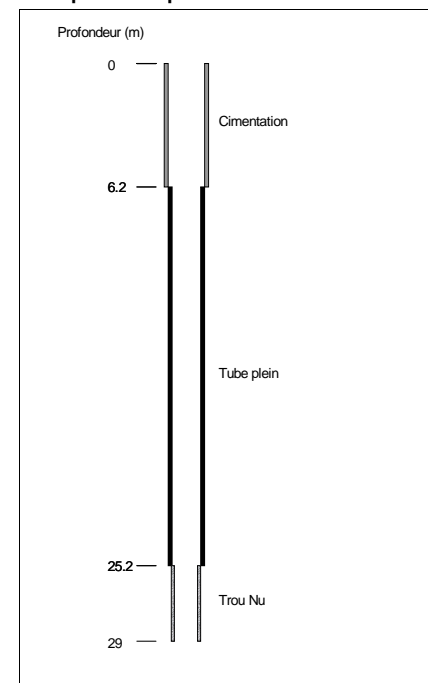 Profondeur (m)
0
Cimentation
6.2
Tube plein
25.2
Trou Nu
29